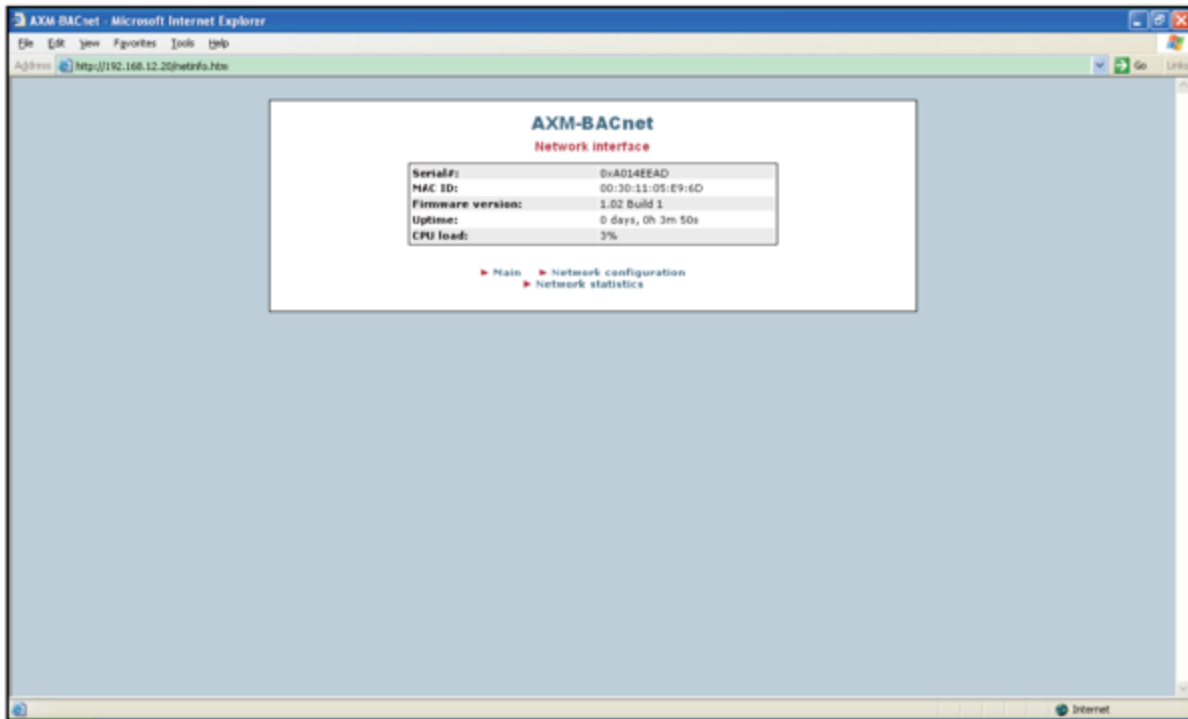 AXM-BACnet - Microsoft Internet Explorer
File Edit View Favorites Tools Help
Address http://192.168.12.20/netinfo.htm Go Links
AXM-BACnet
Network interface
Serial#: 0xA014EEAD
MAC ID: 00:30:11:05:E9:6D
Firmware version: 1.02 Build 1
Uptime: 0 days, 0h 3m 50s
CPU load: 3%
Main Network configuration
Network statistics
Internet